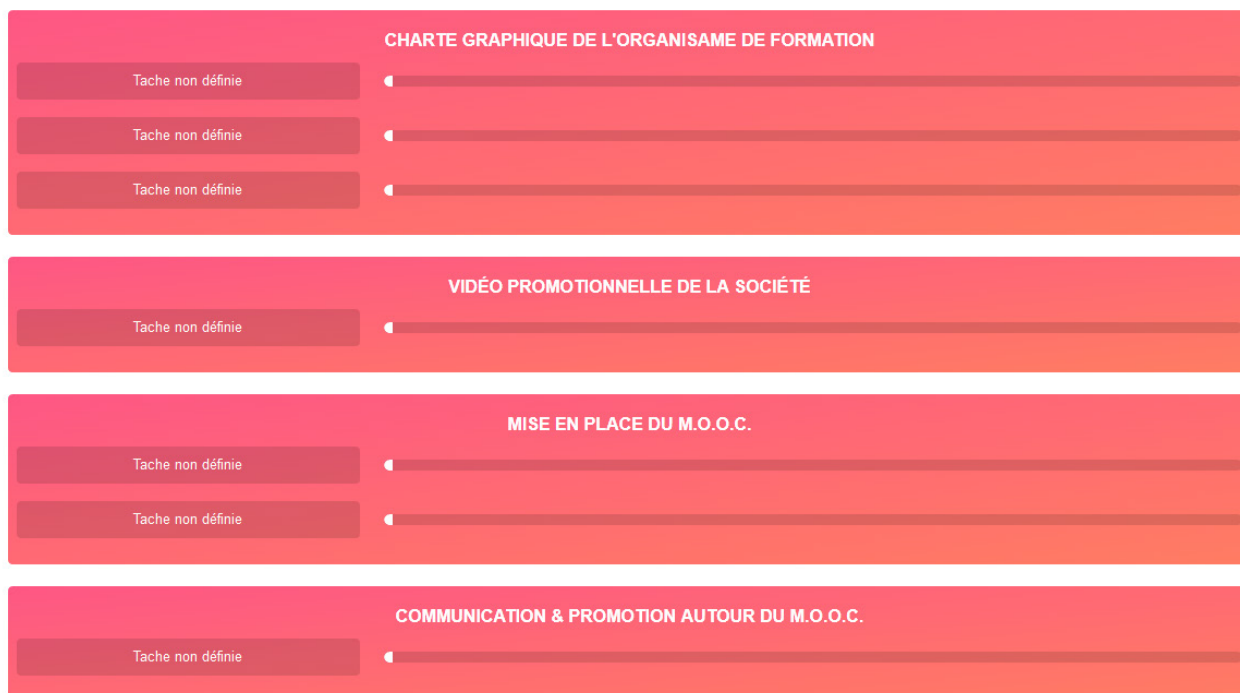 CHARTE GRAPHIQUE DE L'ORGANISAME DE FORMATION
Tache non définie
Tache non définie
Tache non définie
VIDÉO PROMOTIONNELLE DE LA SOCIÉTÉ
Tache non définie
MISE EN PLACE DU M.O.O.C.
Tache non définie
Tache non définie
COMMUNICATION & PROMOTION AUTOUR DU M.O.O.C.
Tache non définie